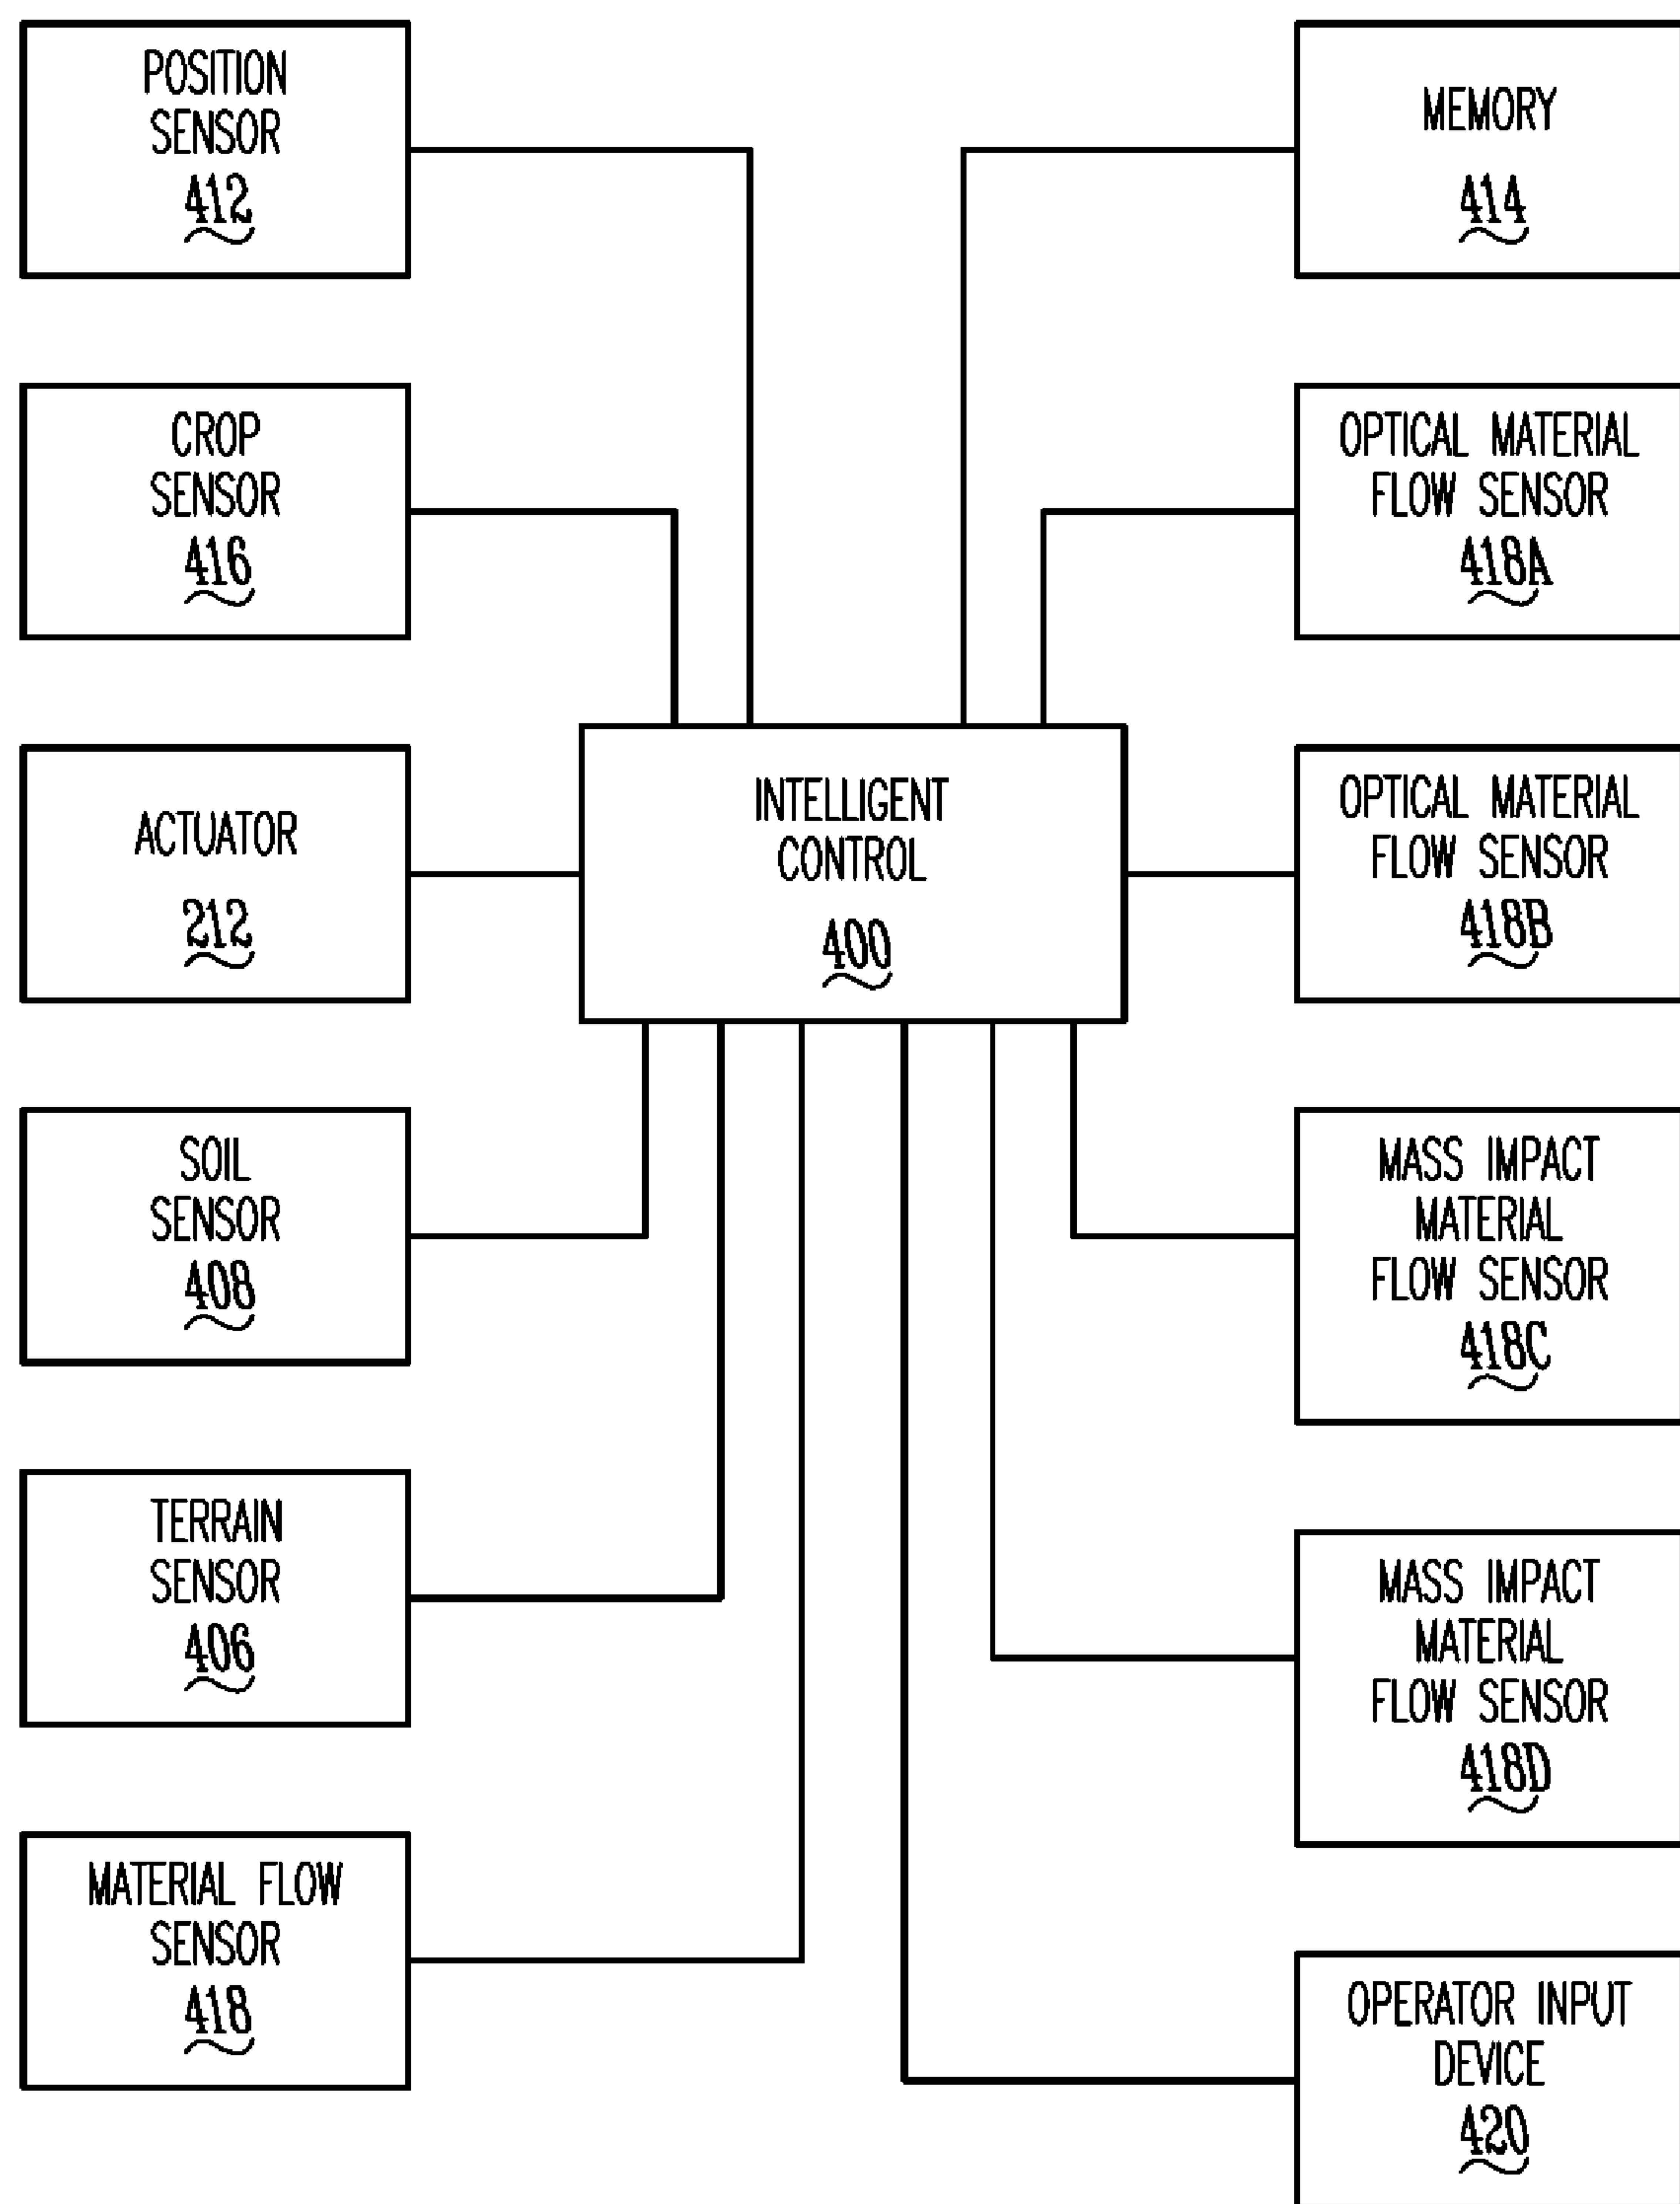 POSITION
SENSOR
412
MEMORY
414
CROP
SENSOR
416
OPTICAL MATERIAL
FLOW SENSOR
418A
ACTUATOR
212
INTELLIGENT
CONTROL
400
OPTICAL MATERIAL
FLOW SENSOR
418B
SOIL
SENSOR
408
MASS IMPACT
MATERIAL
FLOW SENSOR
418C
TERRAIN
SENSOR
406
MASS IMPACT
MATERIAL
FLOW SENSOR
418D
MATERIAL FLOW
SENSOR
418
OPERATOR INPUT
DEVICE
420